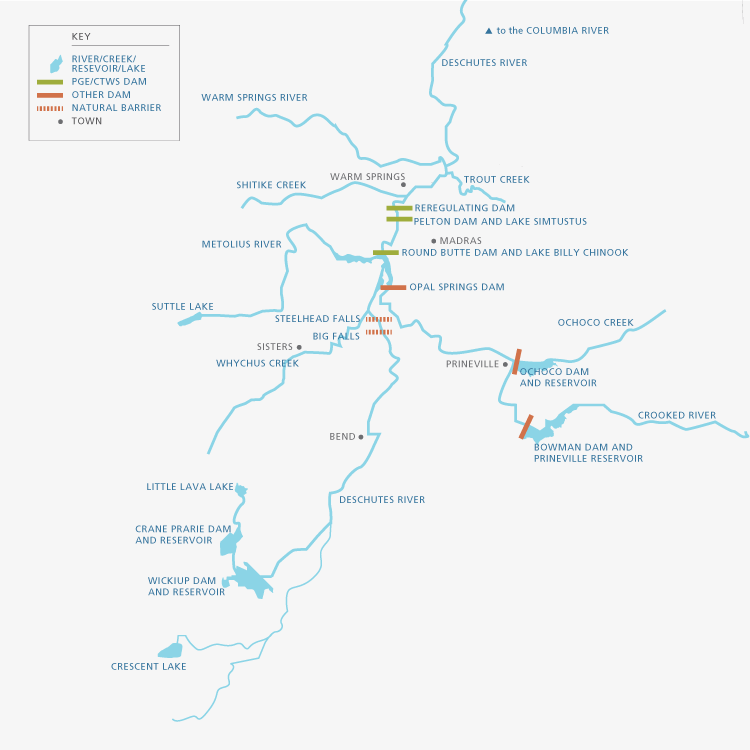 KEY
RIVER/CREEK/
RESEVOIR/LAKE
PGE/CTWS DAM
OTHER DAM
NATURAL BARRIER
TOWN
to the COLUMBIA RIVER
DESCHUTES RIVER
WARM SPRINGS RIVER
WARM SPRINGS
TROUT CREEK
SHITIKE CREEK
REREGULATING DAM
PELTON DAM AND LAKE SIMTUSTUS
METOLIUS RIVER
MADRAS
ROUND BUTTE DAM AND LAKE BILLY CHINOOK
OPAL SPRINGS DAM
SUTTLE LAKE
STEELHEAD FALLS
OCHOCO CREEK
BIG FALLS
SISTERS
WHYCHUS CREEK
PRINEVILLE
OCHOCO DAM
AND RESERVOIR
CROOKED RIVER
BEND
BOWMAN DAM AND
PRINEVILLE RESERVOIR
LITTLE LAVA LAKE
DESCHUTES RIVER
CRANE PRARIE DAM
AND RESERVOIR
WICKIUP DAM
AND RESERVOIR
CRESCENT LAKE